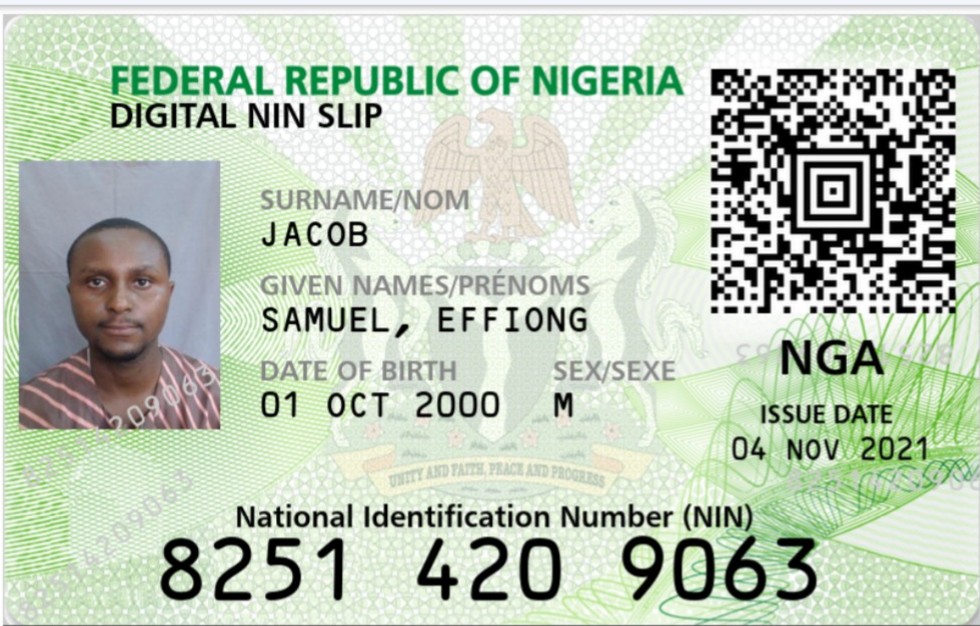 FEDERAL REPUBLIC OF NIGERIA
DIGITAL NIN SLIP
SURNAME/NOM
JACOB
GIVEN NAMES/PRÉNOMS
SAMUEL, EFFIONG
DATE OF BIRTH SEX/SEXE
01 OCT 2000 M
NGA
ISSUE DATE
04 NOV 2021
UNITY AND FAITH, PEACE AND PROGRESS
National Identification Number (NIN)
8251 420 9063